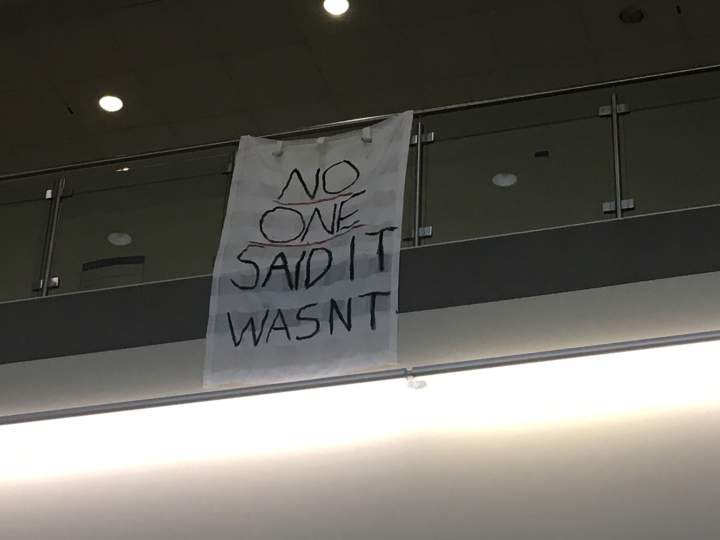 NO
ONE
SAID IT
WASNT